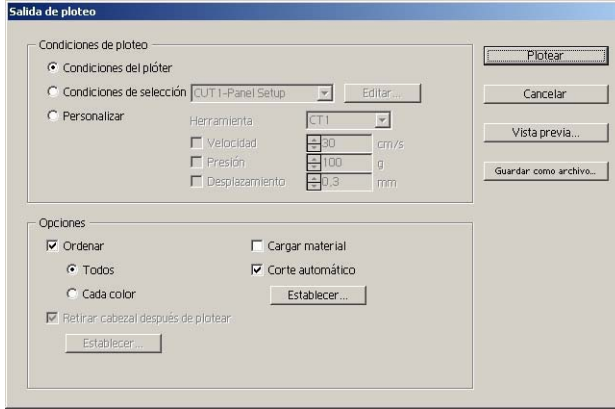 Salida de ploteo
Condiciones de ploteo
Condiciones del plóter
Condiciones de selección CUT1-Panel Setup Editar...
Personalizar Herramienta CT1
Velocidad 30 cm/s
Presión 100 g
Desplazamiento 0,3 mm
Plotear
Cancelar
Vista previa...
Guardar como archivo...
Opciones
Ordenar Cargar material
Todos Corte automático
Cada color Establecer...
Retirar cabezal después de plotear
Establecer...